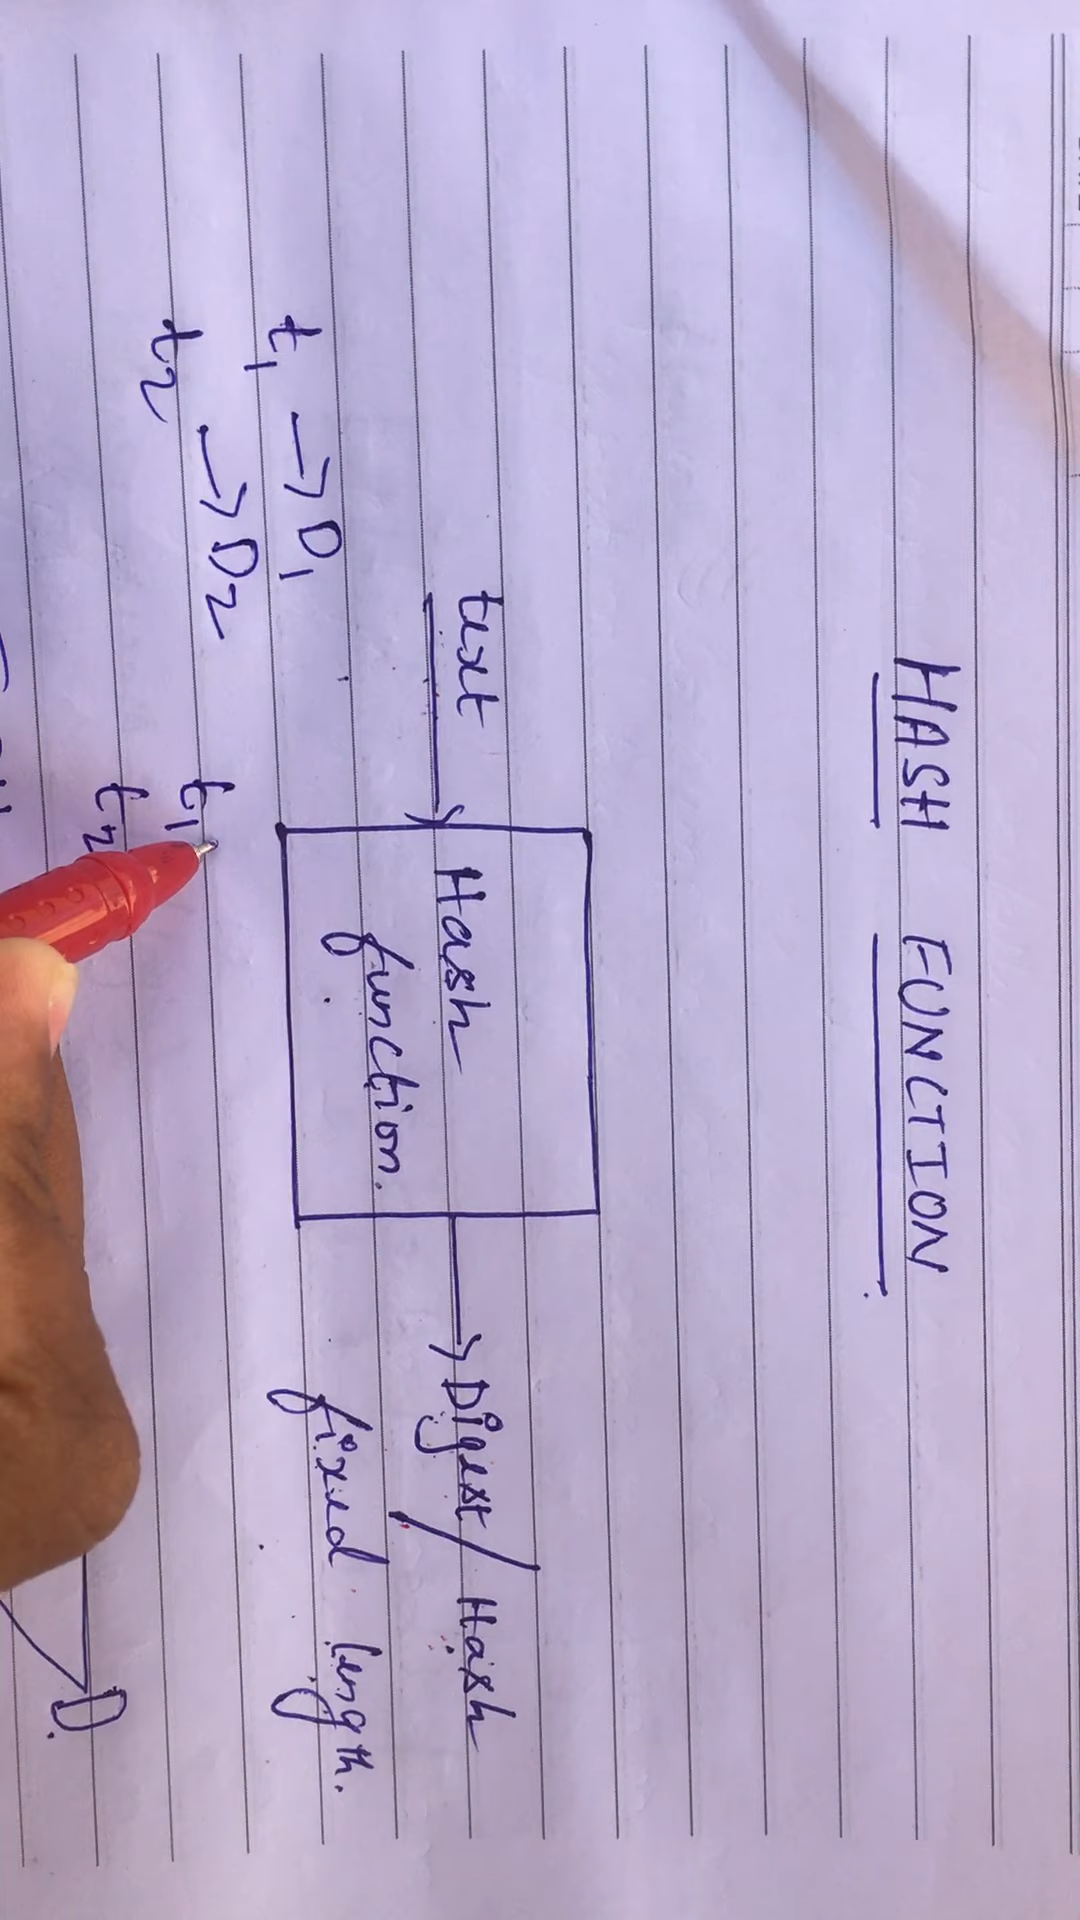 HASH FUNCTION
text → Hash → Digest / Hash
function.
fixed length.
t1 → D1
t2 → D2
t1
t2
D.